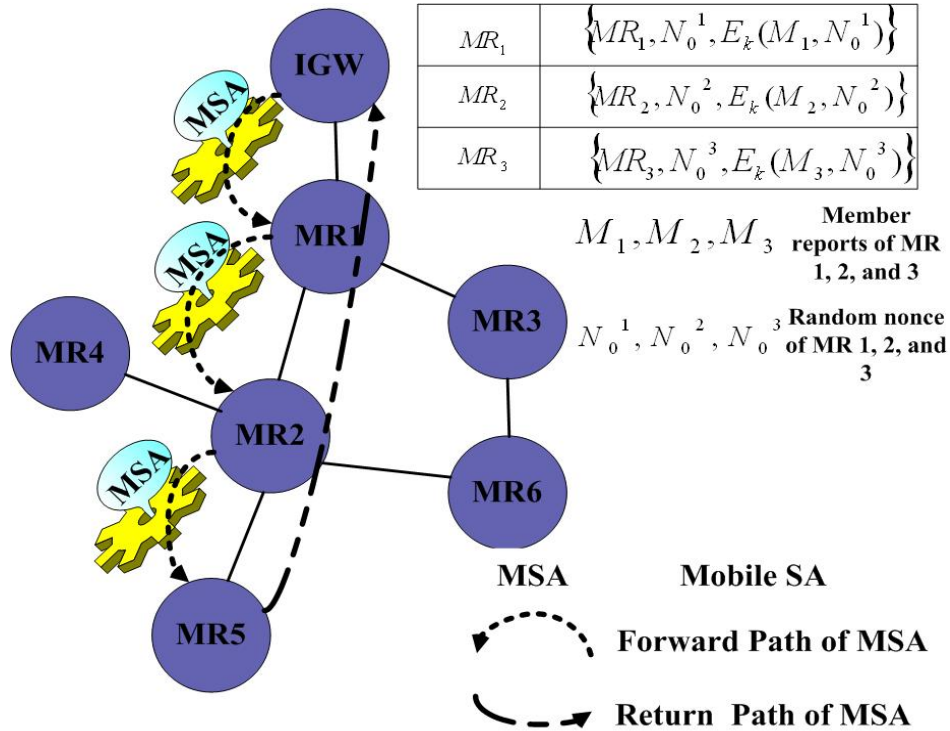 IGW
MSA
MR1
MSA
MR3
MR4
MR2
MSA
MR6
MR5
MR₁ {MR₁, N₀¹, Eₖ(M₁, N₀¹)}
MR₂ {MR₂, N₀², Eₖ(M₂, N₀²)}
MR₃ {MR₃, N₀³, Eₖ(M₃, N₀³)}
M₁, M₂, M₃ Member
reports of MR
1, 2, and 3
N₀¹, N₀², N₀³ Random nonce
of MR 1, 2, and
3
MSA Mobile SA
Forward Path of MSA
Return Path of MSA